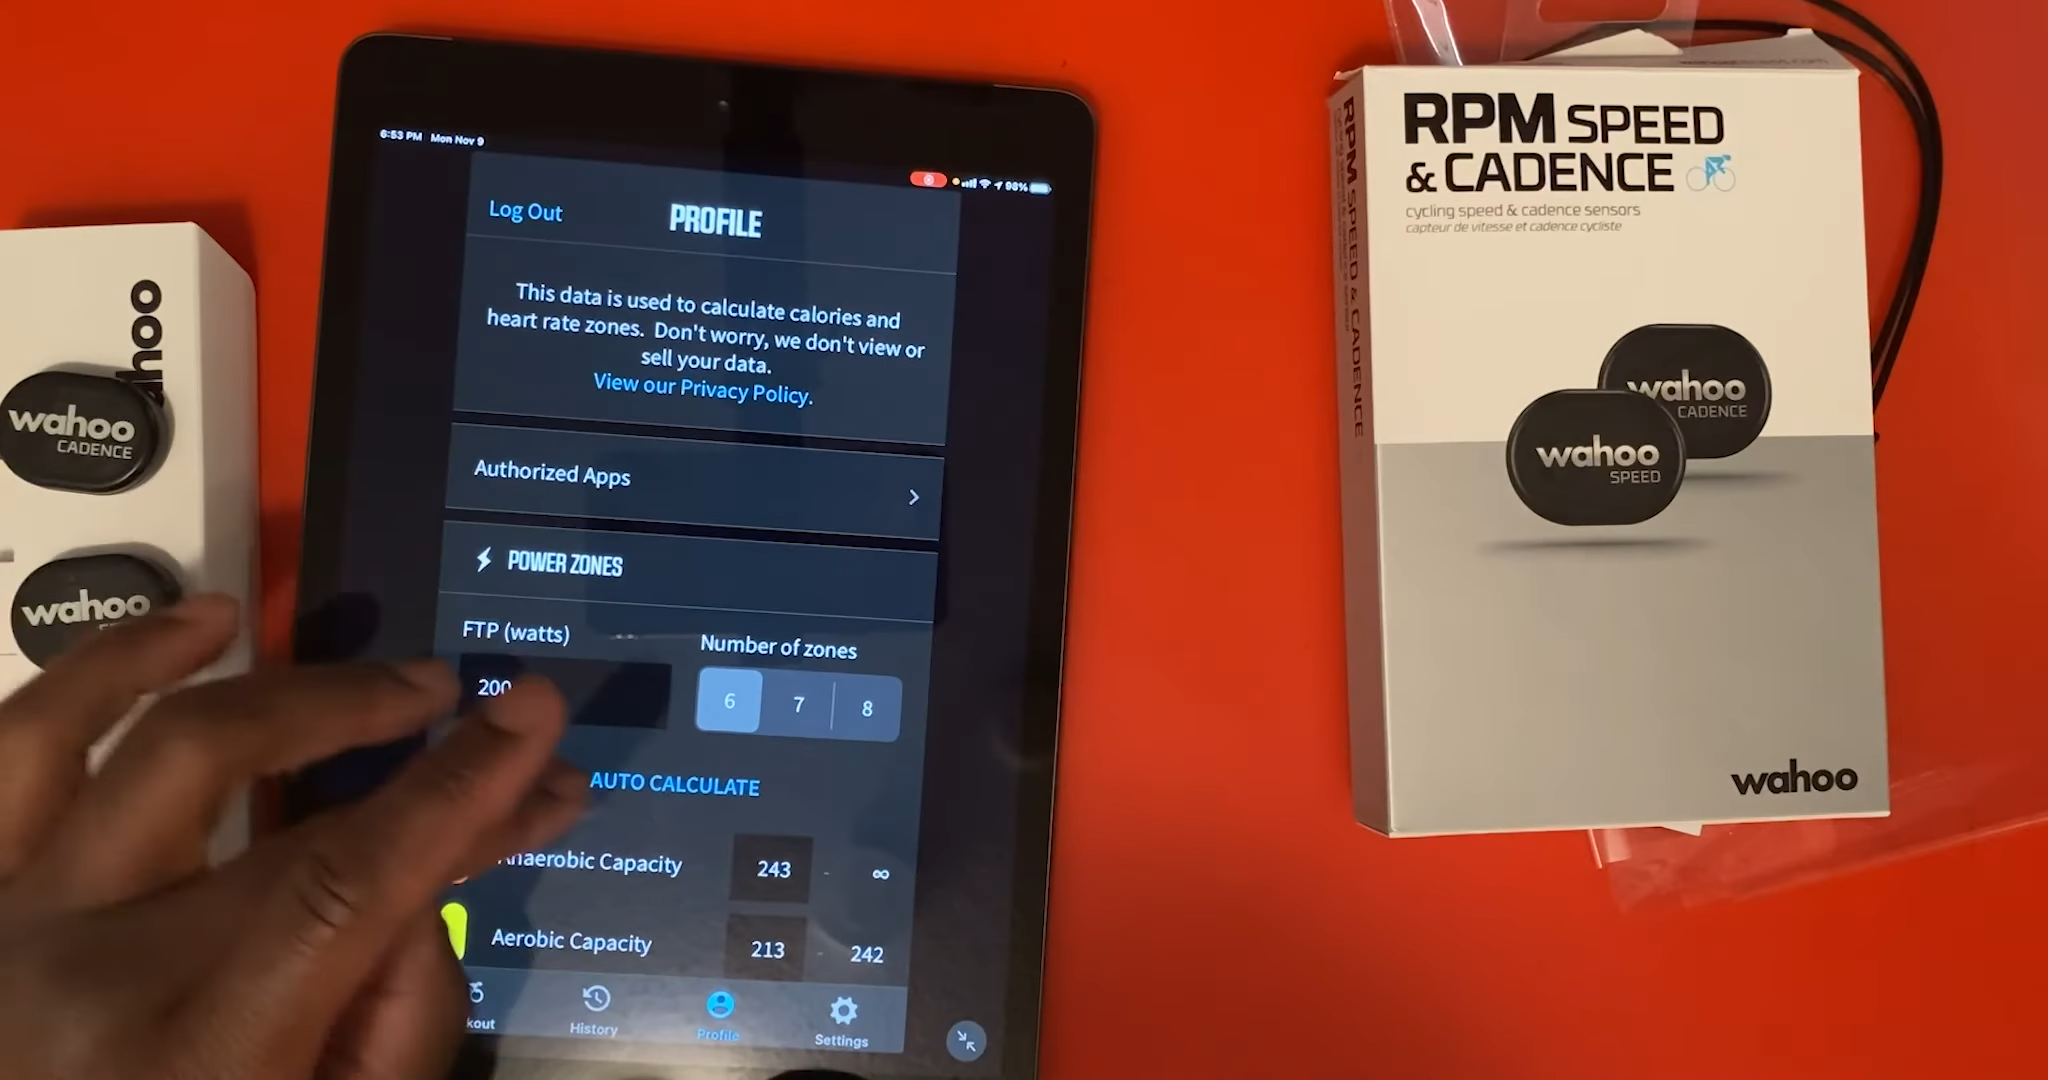 6:53 PM Mon Nov 9
98%
Log Out
PROFILE
This data is used to calculate calories and
heart rate zones. Don't worry, we don't view or
sell your data.
View our Privacy Policy.
Authorized Apps
POWER ZONES
FTP (watts)
Number of zones
200
6
7
8
AUTO CALCULATE
Anaerobic Capacity
243 - ∞
Aerobic Capacity
213 - 242
kout
History
Profile
Settings
wahoo
wahoo
CADENCE
wahoo
RPM SPEED
& CADENCE
cycling speed & cadence sensors
capteur de vitesse et cadence cycliste
RPM SPEED & CADENCE
wahoo
CADENCE
wahoo
SPEED
wahoo